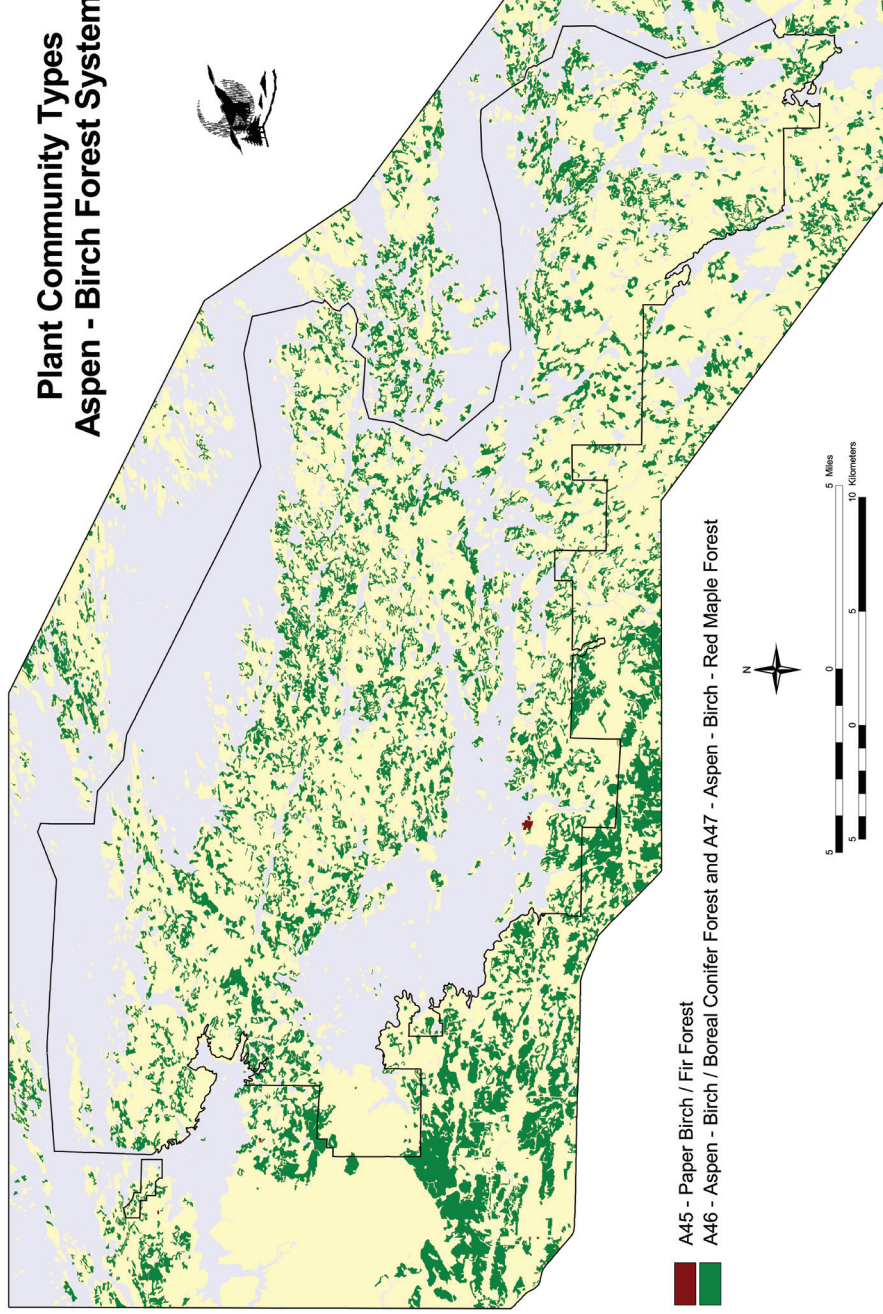 Plant Community Types
Aspen - Birch Forest System
A45 - Paper Birch / Fir Forest
A46 - Aspen - Birch / Boreal Conifer Forest and A47 - Aspen - Birch - Red Maple Forest
N
5 0 5 Miles
5 0 5 10 Kilometers